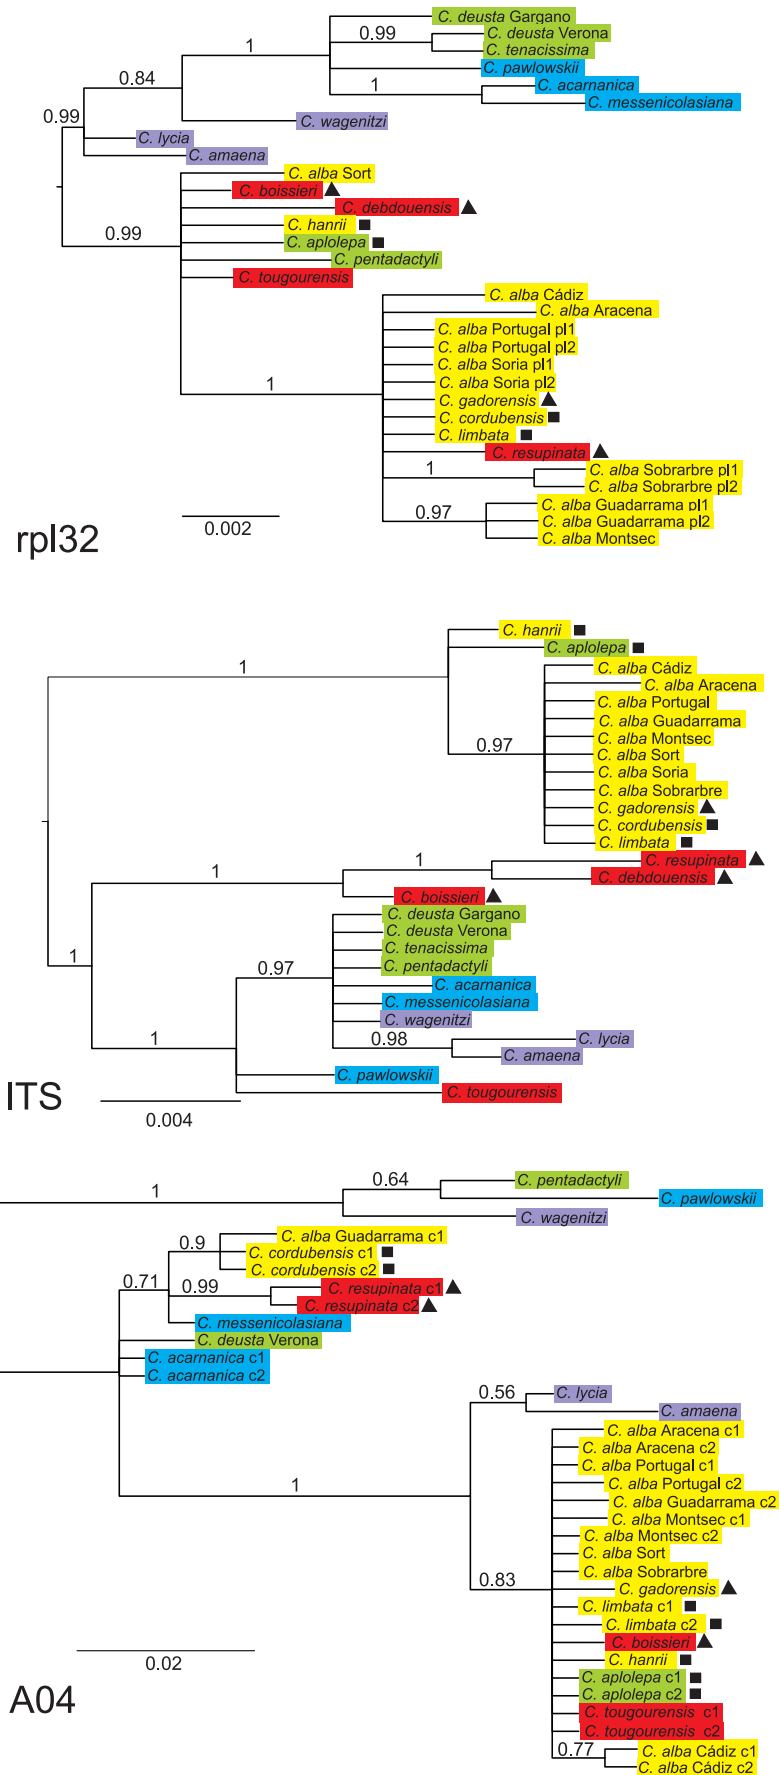 C. deusta Gargano
0.99
C. deusta Verona
1
C. tenacissima
C. pawlowskii
0.84
1
C. acarnanica
C. messenicolasiana
0.99
C. wagenitzi
C. lycia
C. amaena
C. alba Sort
C. boissieri ▲
C. debdouensis ▲
C. hanrii ■
0.99
C. aplolepa ■
C. pentadactyli
C. tougourensis
C. alba Cádiz
C. alba Aracena
C. alba Portugal pl1
C. alba Portugal pl2
C. alba Soria pl1
1
C. alba Soria pl2
C. gadorensis ▲
C. cordubensis ■
C. limbata ■
C. resupinata ▲
1
C. alba Sobrarbre pl1
C. alba Sobrarbre pl2
0.97
C. alba Guadarrama pl1
C. alba Guadarrama pl2
C. alba Montsec
0.002
rpl32
C. hanrii ■
C. aplolepa ■
1
C. alba Cádiz
C. alba Aracena
C. alba Portugal
C. alba Guadarrama
C. alba Montsec
0.97
C. alba Sort
C. alba Soria
C. alba Sobrarbre
C. gadorensis ▲
C. cordubensis ■
C. limbata ■
1
C. resupinata ▲
1
C. debdouensis ▲
C. boissieri ▲
C. deusta Gargano
C. deusta Verona
1
C. tenacissima
0.97
C. pentadactyli
C. acarnanica
C. messenicolasiana
C. wagenitzi
1
0.98
C. lycia
C. amaena
C. pawlowskii
C. tougourensis
ITS
0.004
0.64
C. pentadactyli
1
C. pawlowskii
C. wagenitzi
C. alba Guadarrama c1
0.9
C. cordubensis c1 ■
C. cordubensis c2 ■
0.71
0.99
C. resupinata c1 ▲
C. resupinata c2 ▲
C. messenicolasiana
C. deusta Verona
C. acarnanica c1
C. acarnanica c2
0.56
C. lycia
C. amaena
C. alba Aracena c1
C. alba Aracena c2
C. alba Portugal c1
1
C. alba Portugal c2
C. alba Guadarrama c2
C. alba Montsec c1
C. alba Montsec c2
C. alba Sort
C. alba Sobrarbre
0.83
C. gadorensis ▲
C. limbata c1 ■
C. limbata c2 ■
C. boissieri ▲
C. hanrii ■
C. aplolepa c1 ■
C. aplolepa c2 ■
C. tougourensis c1
C. tougourensis c2
0.77
C. alba Cádiz c1
C. alba Cádiz c2
0.02
A04